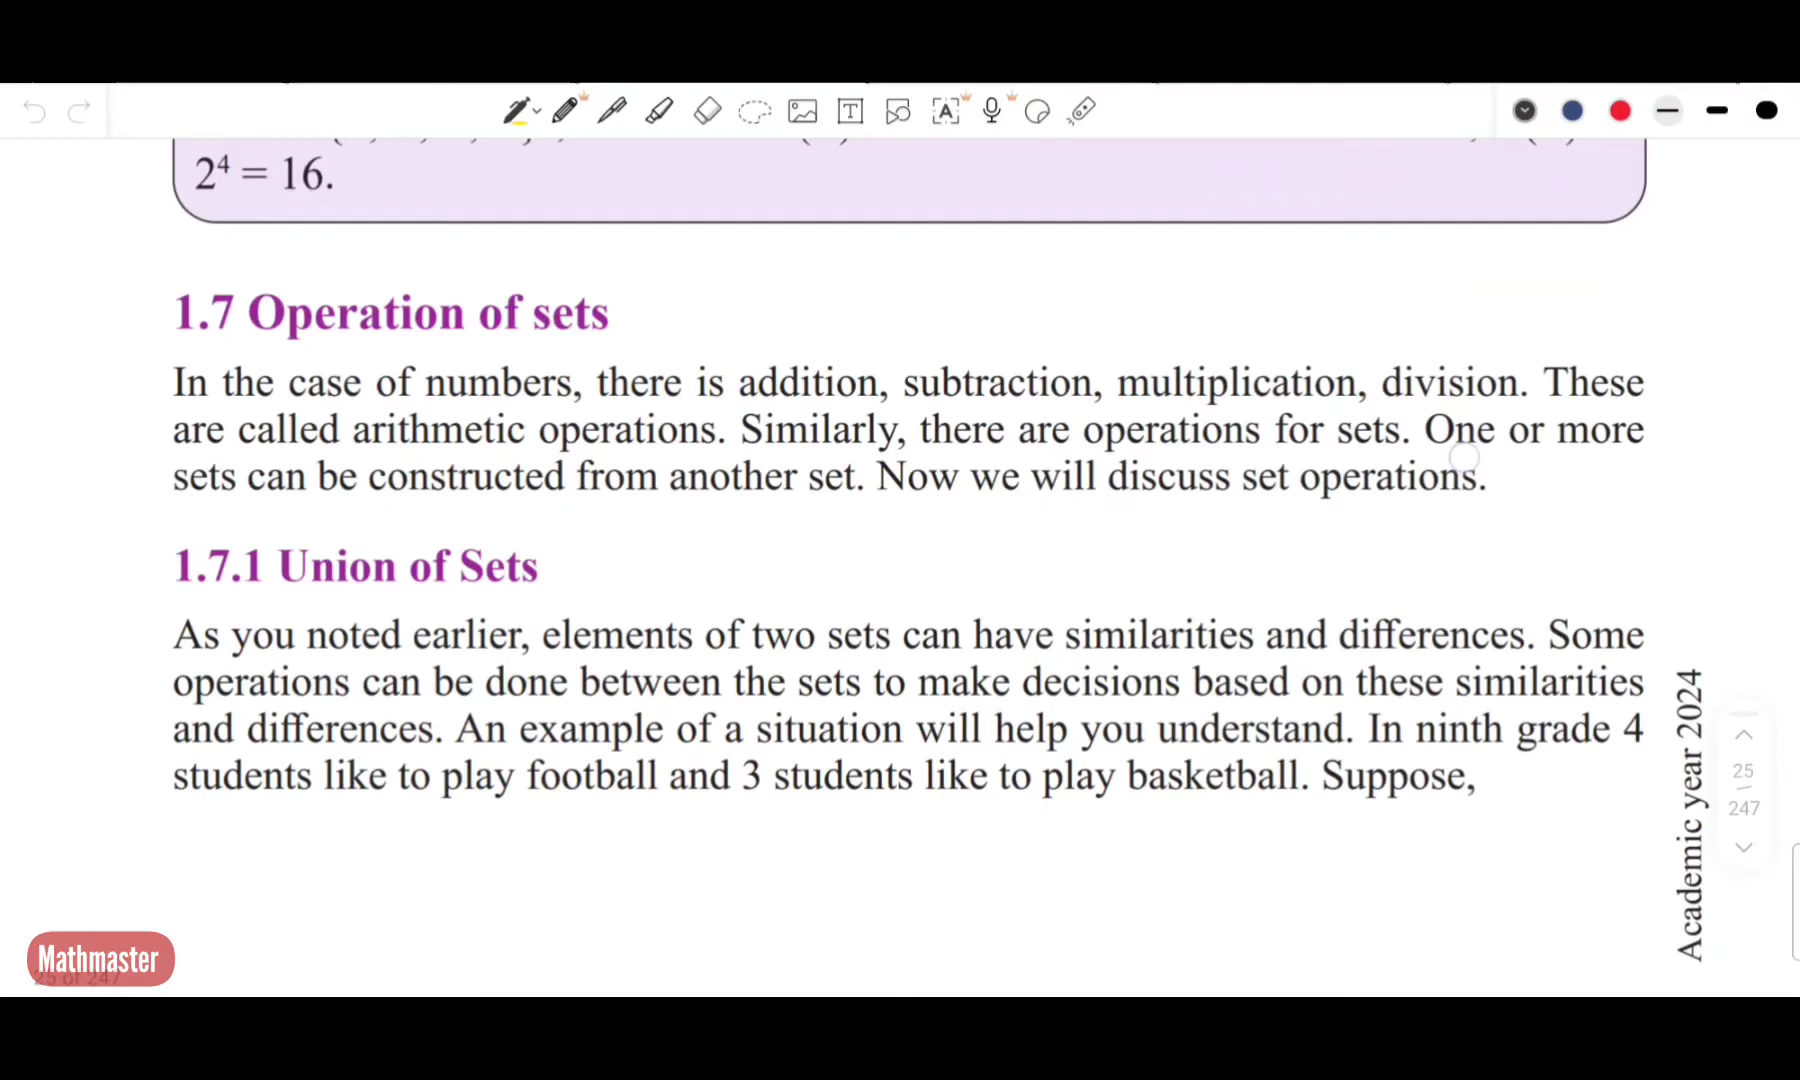 2⁴ = 16.
1.7 Operation of sets
In the case of numbers, there is addition, subtraction, multiplication, division. These
are called arithmetic operations. Similarly, there are operations for sets. One or more
sets can be constructed from another set. Now we will discuss set operations.
1.7.1 Union of Sets
As you noted earlier, elements of two sets can have similarities and differences. Some
operations can be done between the sets to make decisions based on these similarities
and differences. An example of a situation will help you understand. In ninth grade 4
students like to play football and 3 students like to play basketball. Suppose,
Academic year 2024
25
247
Mathmaster
25 of 247